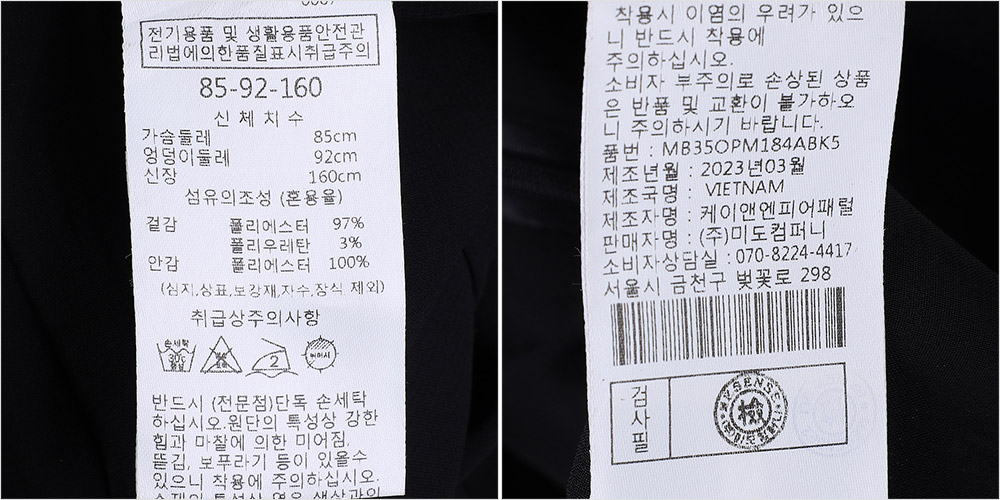 전기용품 및 생활용품안전관
리법에의한품질표시취급주의
85-92-160
신체치수
가슴둘레 85cm
엉덩이둘레 92cm
신장 160cm
섬유의조성 (혼용율)
겉감 폴리에스터 97%
폴리우레탄 3%
안감 폴리에스터 100%
(심지,상표,보강재,자수,장식 제외)
취급상주의사항
손세탁
30℃
중성
2
드라이
반드시 (전문점)단독 손세탁
하십시오.원단의 특성상 강한
힘과 마찰에 의한 미어짐,
뜯김, 보푸라기 등이 있을수
있으니 착용에 주의하십시오.
착용시 이염의 우려가 있으
니 반드시 착용에
주의하십시오.
소비자 부주의로 손상된 상품
은 반품 및 교환이 불가하오
니 주의하시기 바랍니다.
품번 : MB35OPM184ABK5
제조년월 : 2023년03월
제조국명 : VIETNAM
제조자명 : 케이앤엔피어패럴
판매자명 : (주)미도컴퍼니
소비자상담실 : 070-8224-4417
서울시 금천구 벚꽃로 298
검사필
檢